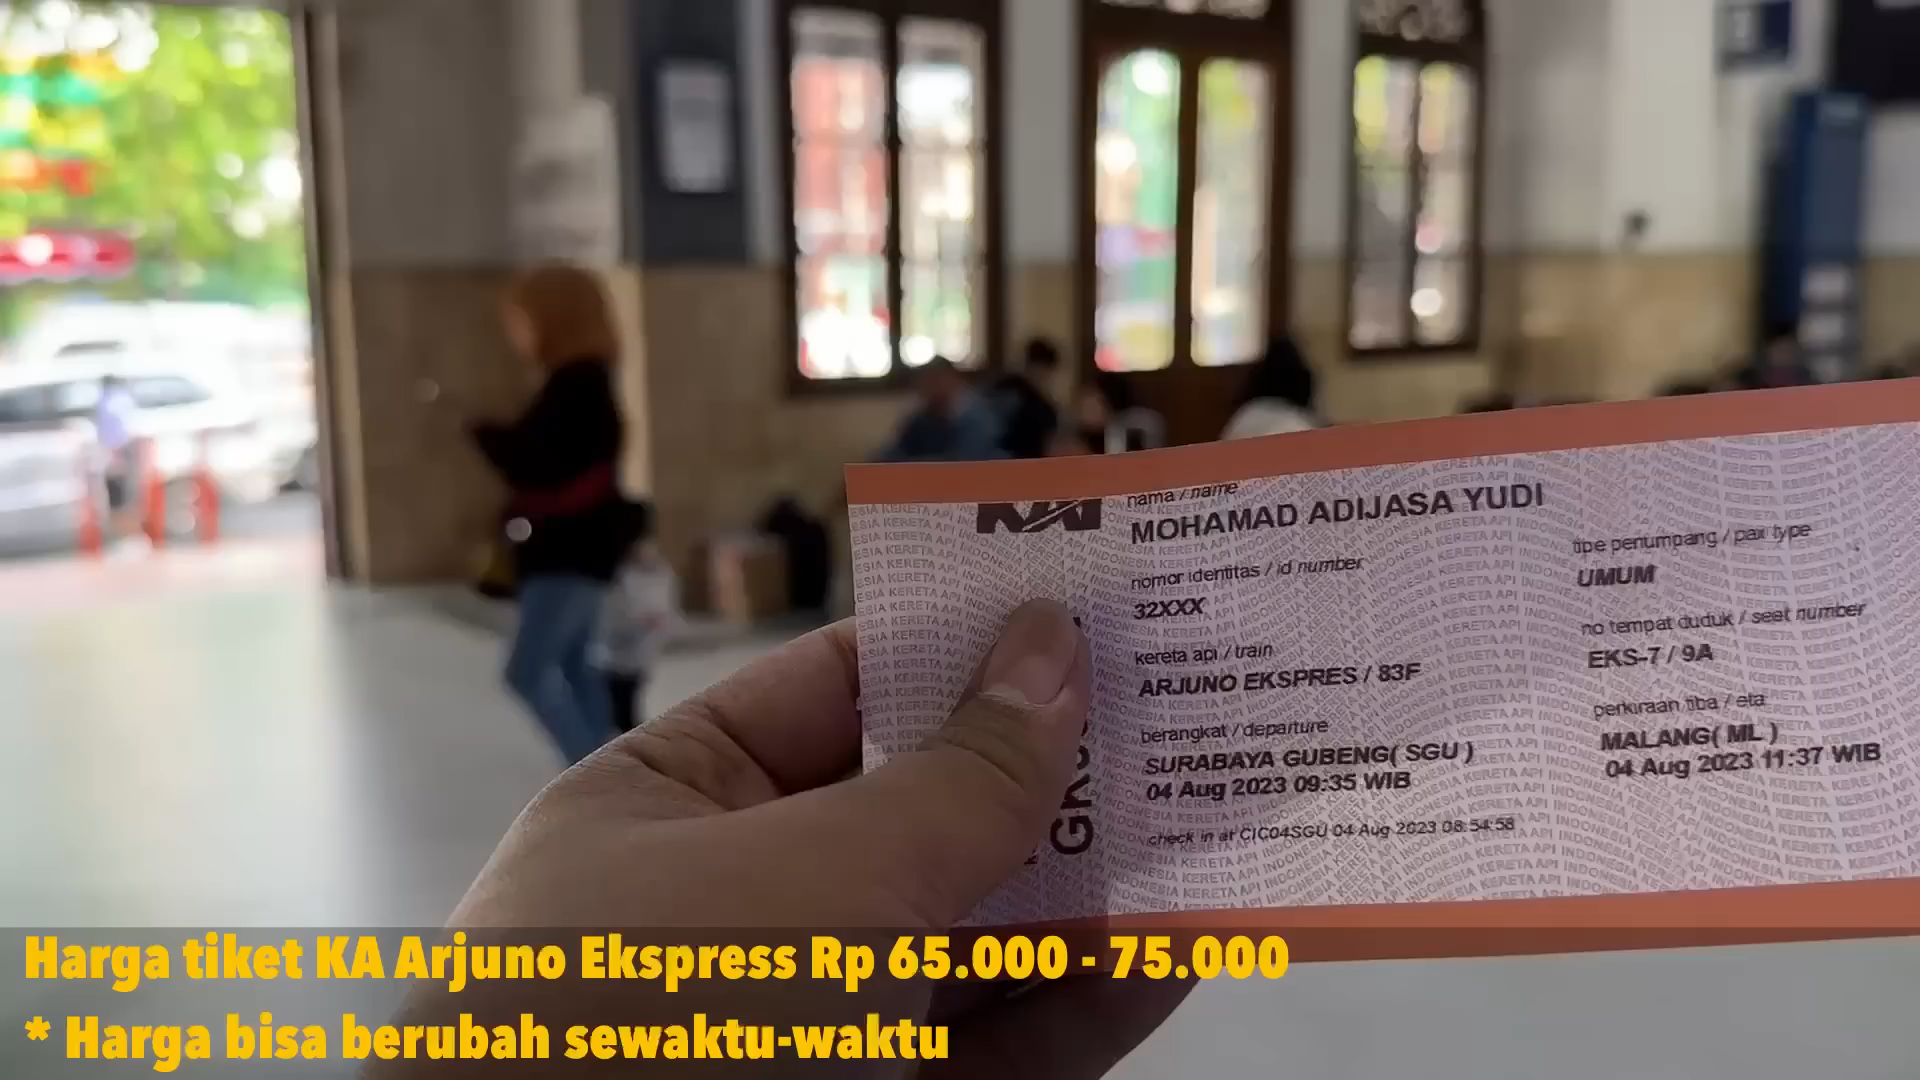 KAI
nama / name
MOHAMAD ADIJASA YUDI
nomor identitas / id number
32XXX
kereta api / train
ARJUNO EKSPRES / 83F
berangkat / departure
SURABAYA GUBENG( SGU )
04 Aug 2023 09:35 WIB
check in at CIC04SGU 04 Aug 2023 08:54:58
tipe penumpang / pax type
UMUM
no tempat duduk / seet number
EKS-7 / 9A
perkiraan tiba / eta
MALANG( ML )
04 Aug 2023 11:37 WIB
Harga tiket KA Arjuno Ekspress Rp 65.000 - 75.000
* Harga bisa berubah sewaktu-waktu